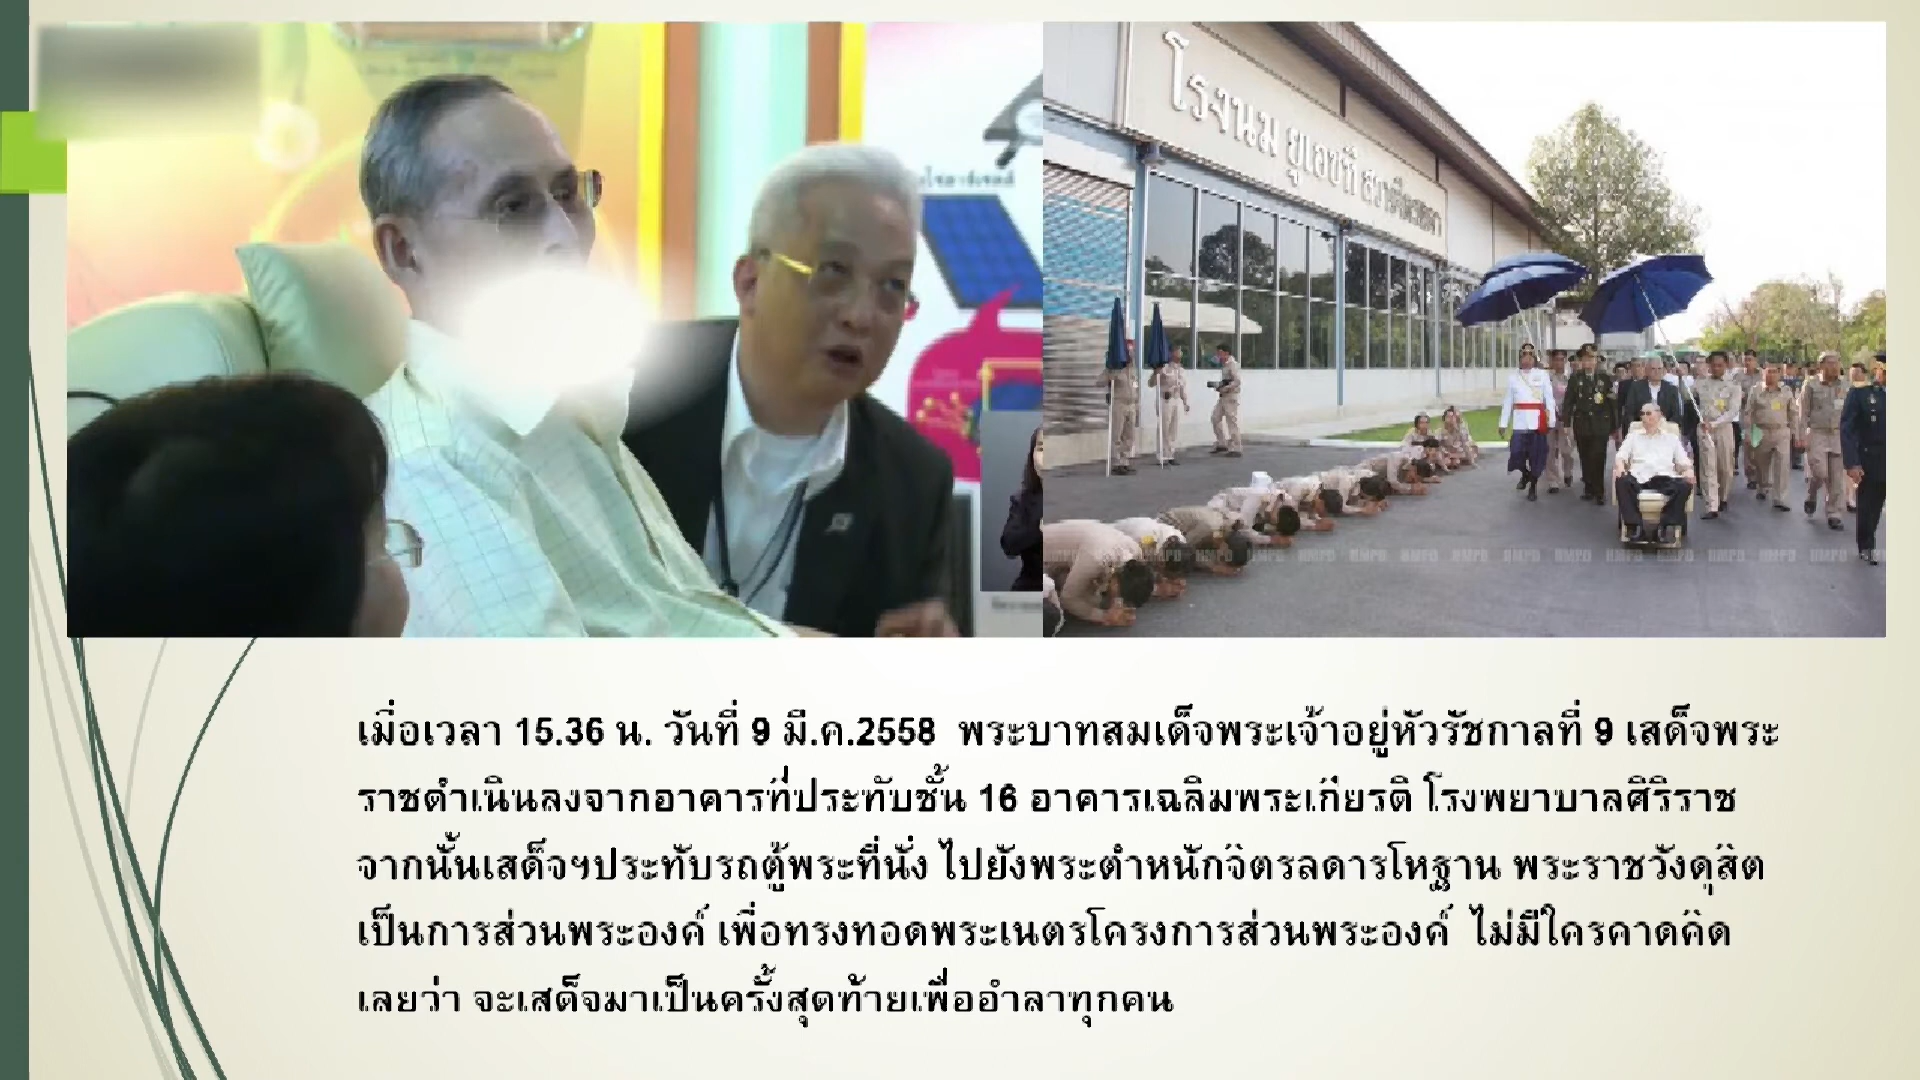 โรงนม ยูเอชที สวนจิตรลดา
เมื่อเวลา 15.36 น. วันที่ 9 มี.ค.2558 พระบาทสมเด็จพระเจ้าอยู่หัวรัชกาลที่ 9 เสด็จพระ
ราชดำเนินลงจากอาคารที่ประทับชั้น 16 อาคารเฉลิมพระเกียรติ โรงพยาบาลศิริราช
จากนั้นเสด็จฯประทับรถตู้พระที่นั่ง ไปยังพระตำหนักจิตรลดารโหฐาน พระราชวังดุสิต
เป็นการส่วนพระองค์ เพื่อทรงทอดพระเนตรโครงการส่วนพระองค์ ไม่มีใครคาดคิด
เลยว่า จะเสด็จมาเป็นครั้งสุดท้ายเพื่ออำลาทุกคน